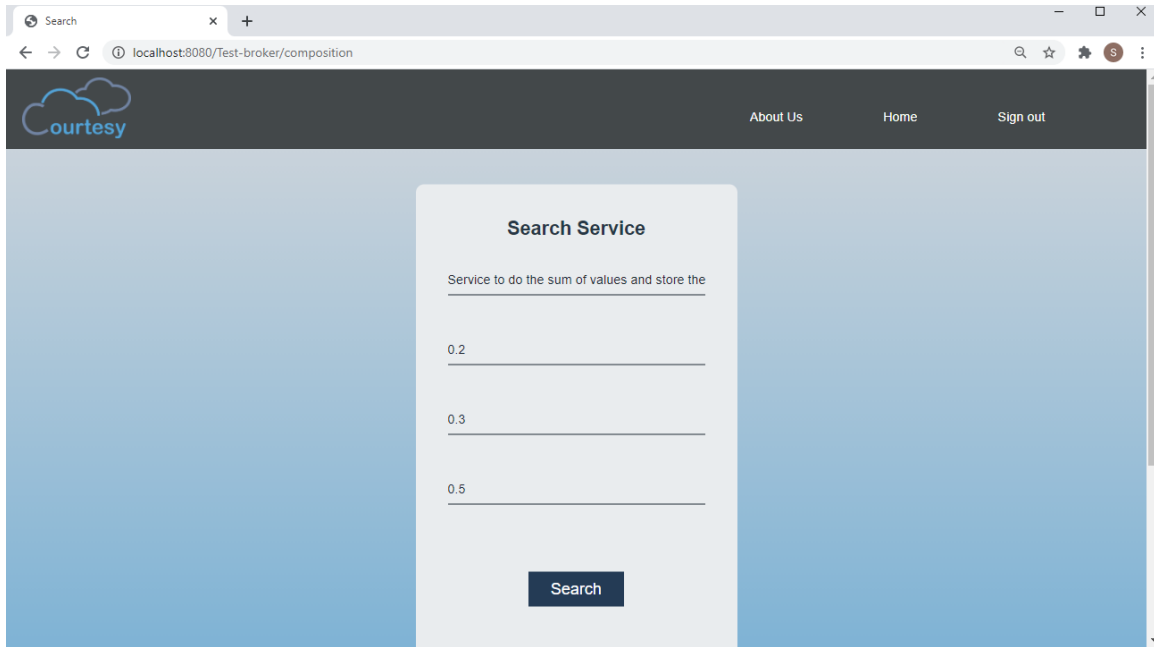 Search
localhost:8080/Test-broker/composition
S
Courtesy
About Us Home Sign out
Search Service
Service to do the sum of values and store the
0.2
0.3
0.5
Search